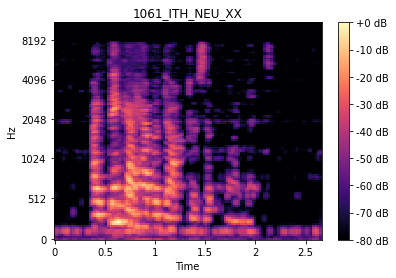 1061_ITH_NEU_XX
8192
4096
2048
1024
512
0
Hz
0
0.5
1
1.5
2
2.5
Time
+0 dB
-10 dB
-20 dB
-30 dB
-40 dB
-50 dB
-60 dB
-70 dB
-80 dB